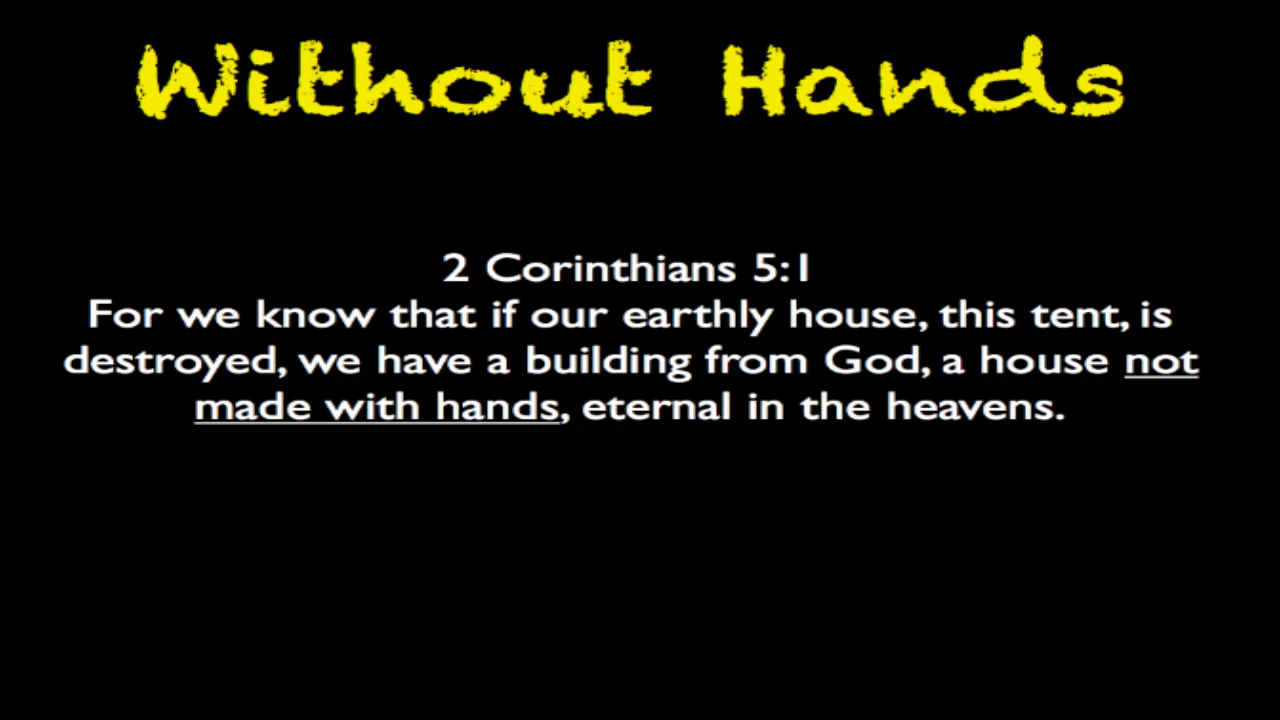 Without Hands
2 Corinthians 5:1
For we know that if our earthly house, this tent, is
destroyed, we have a building from God, a house not
made with hands, eternal in the heavens.